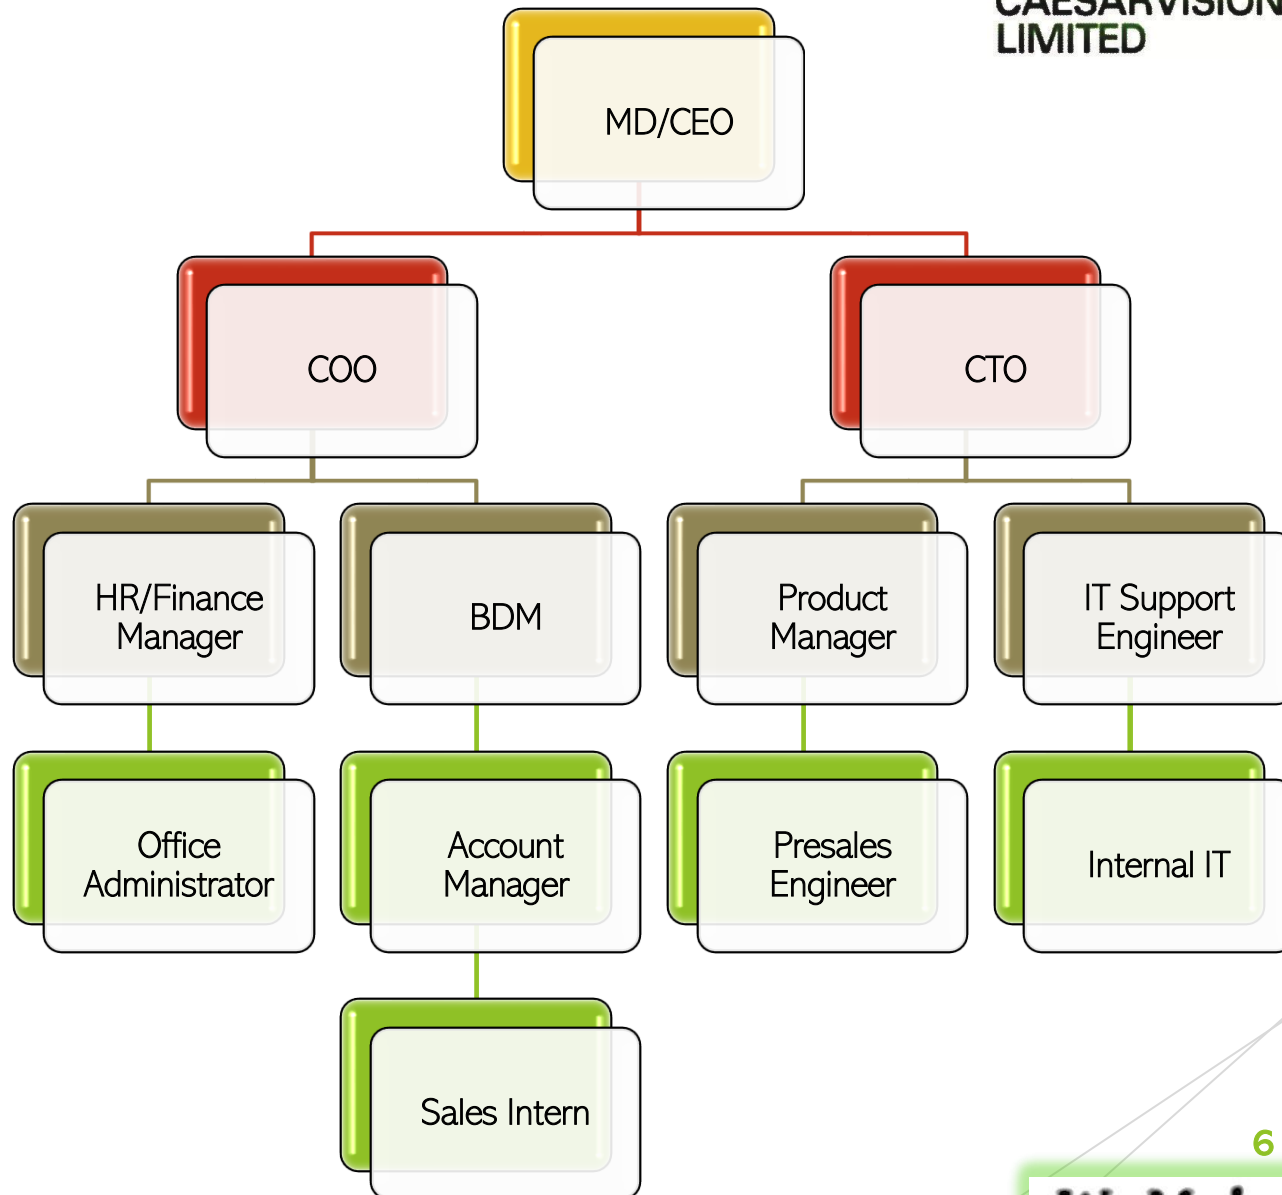 CAESARVISION
LIMITED
MD/CEO
COO
CTO
HR/Finance
Manager
BDM
Product
Manager
IT Support
Engineer
Office
Administrator
Account
Manager
Presales
Engineer
Internal IT
Sales Intern
6